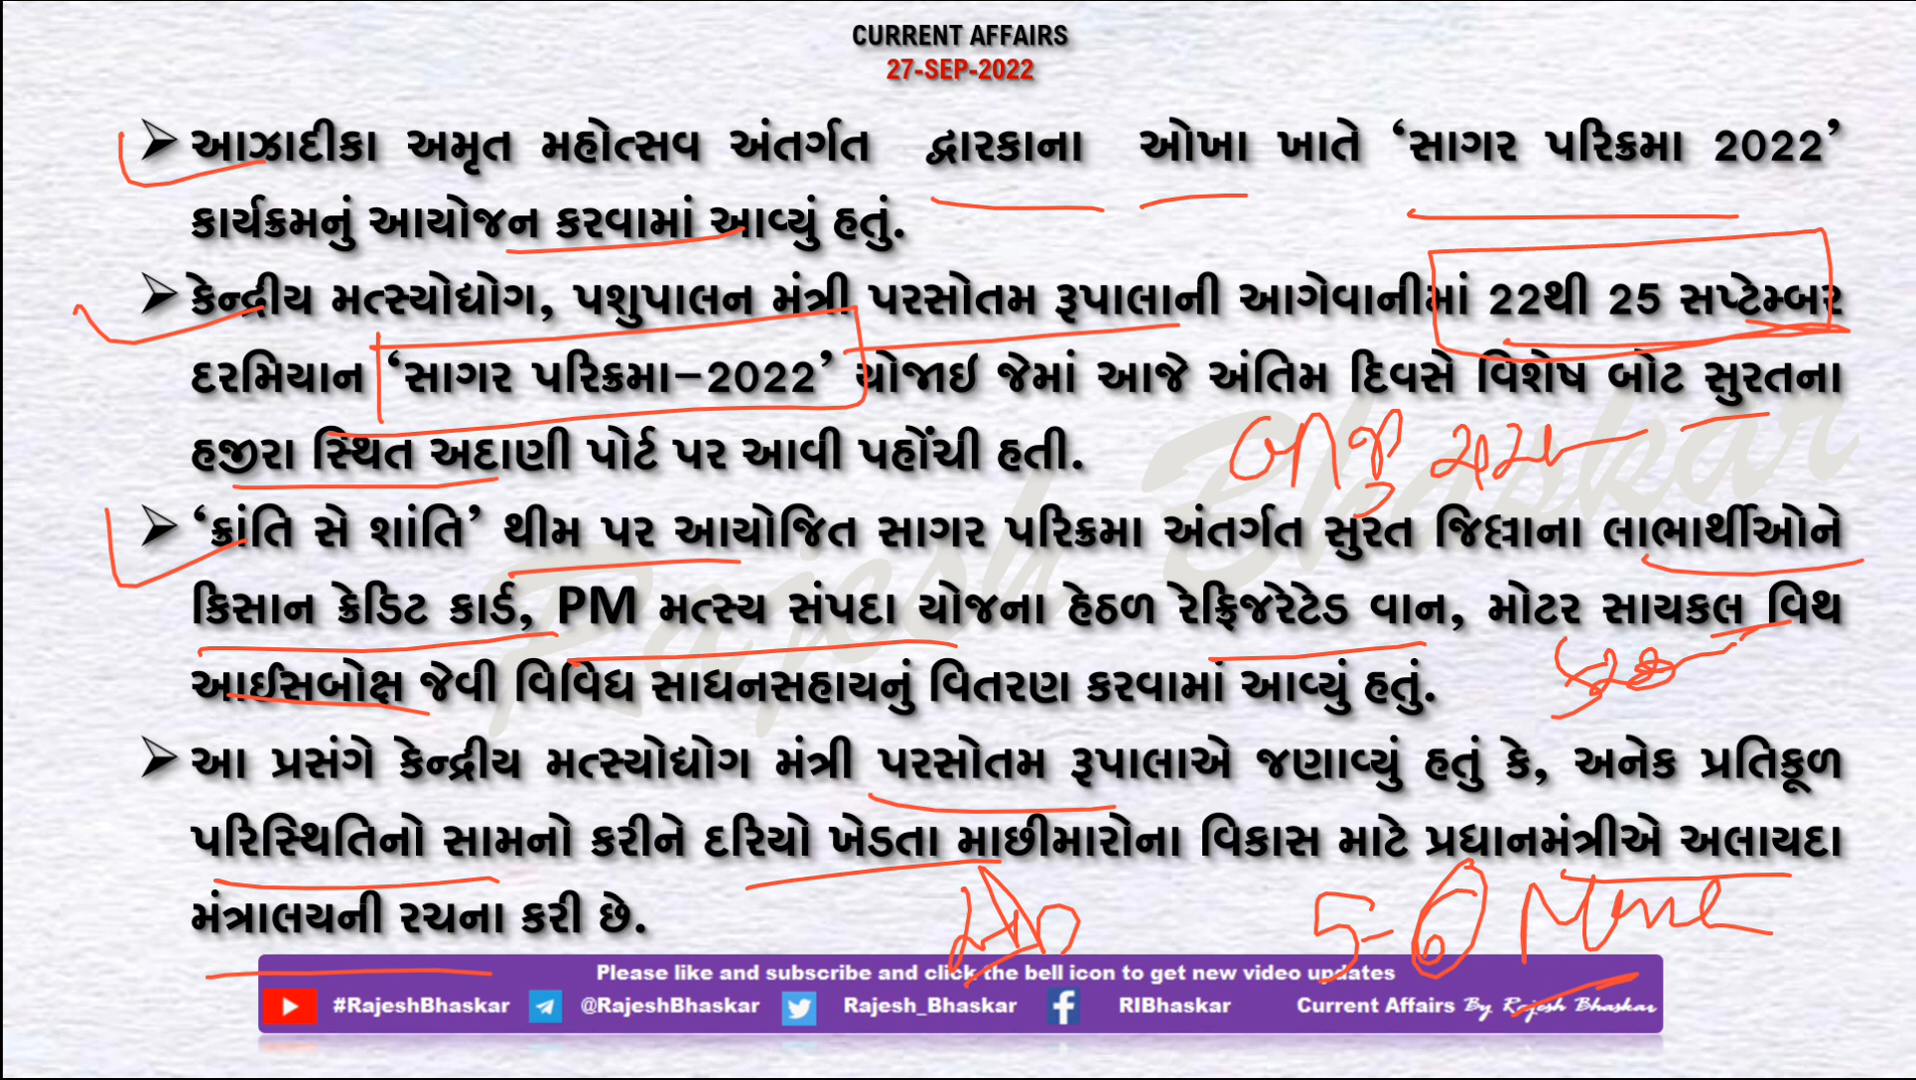 CURRENT AFFAIRS
27-SEP-2022
➢ આઝાદીકા અમૃત મહોત્સવ અંતર્ગત દ્વારકાના ઓખા ખાતે ‘સાગર પરિક્રમા 2022’
કાર્યક્રમનું આયોજન કરવામાં આવ્યું હતું.
➢ કેન્દ્રીય મત્સ્યોદ્યોગ, પશુપાલન મંત્રી પરસોતમ રૂપાલાની આગેવાનીમાં 22થી 25 સપ્ટેમ્બર
દરમિયાન ‘સાગર પરિક્રમા–2022’ યોજાઇ જેમાં આજે અંતિમ દિવસે વિશેષ બોટ સુરતના
હજીરા સ્થિત અદાણી પોર્ટ પર આવી પહોંચી હતી.
➢ ‘ક્રાંતિ સે શાંતિ’ થીમ પર આયોજિત સાગર પરિક્રમા અંતર્ગત સુરત જિલ્લાના લાભાર્થીઓને
કિસાન ક્રેડિટ કાર્ડ, PM મત્સ્ય સંપદા યોજના હેઠળ રેફ્રિજરેટેડ વાન, મોટર સાયકલ વિથ
આઈસબોક્ષ જેવી વિવિધ સાધનસહાયનું વિતરણ કરવામાં આવ્યું હતું.
➢ આ પ્રસંગે કેન્દ્રીય મત્સ્યોદ્યોગ મંત્રી પરસોતમ રૂપાલાએ જણાવ્યું હતું કે, અનેક પ્રતિકૂળ
પરિસ્થિતિનો સામનો કરીને દરિયો ખેડતા માછીમારોના વિકાસ માટે પ્રધાનમંત્રીએ અલાયદા
મંત્રાલયની રચના કરી છે.
5-6
Rajesh Bhaskar
Please like and subscribe and click the bell icon to get new video updates
#RajeshBhaskar @RajeshBhaskar Rajesh_Bhaskar RIBhaskar Current Affairs By Rajesh Bhaskar